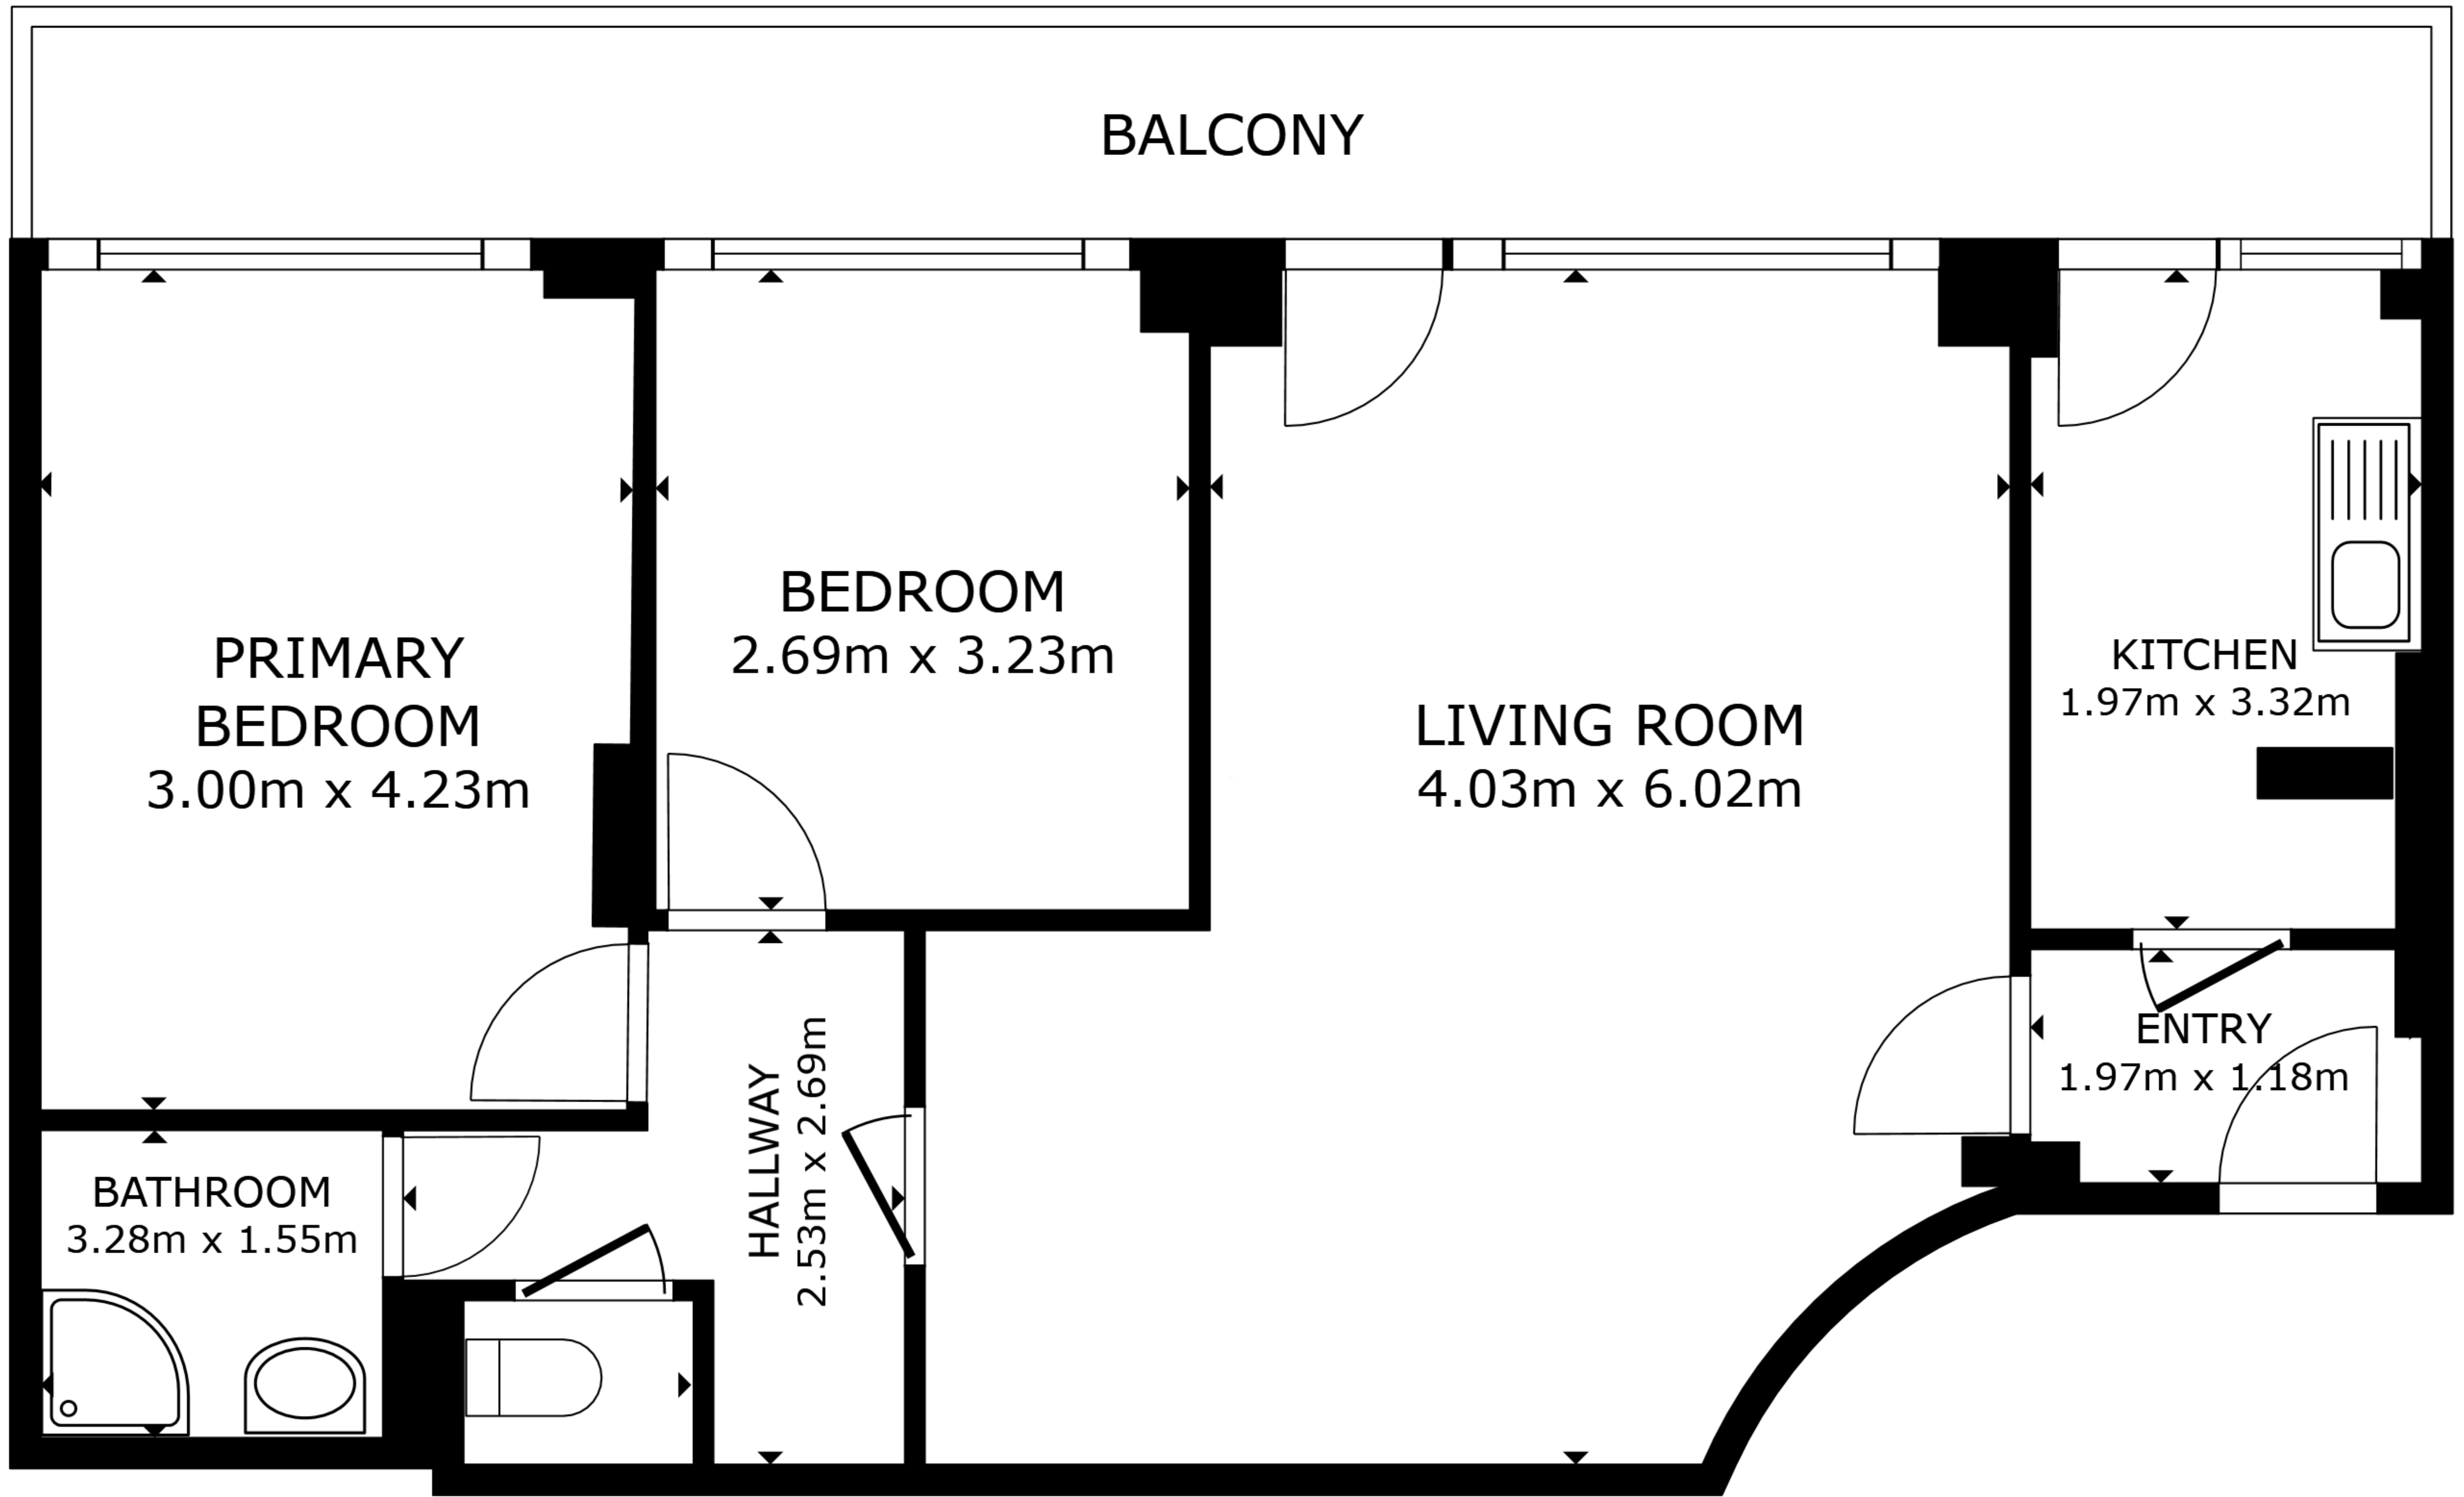 BALCONY
PRIMARY
BEDROOM
3.00m x 4.23m
BEDROOM
2.69m x 3.23m
LIVING ROOM
4.03m x 6.02m
KITCHEN
1.97m x 3.32m
ENTRY
1.97m x 1.18m
HALLWAY
2.53m x 2.69m
BATHROOM
3.28m x 1.55m